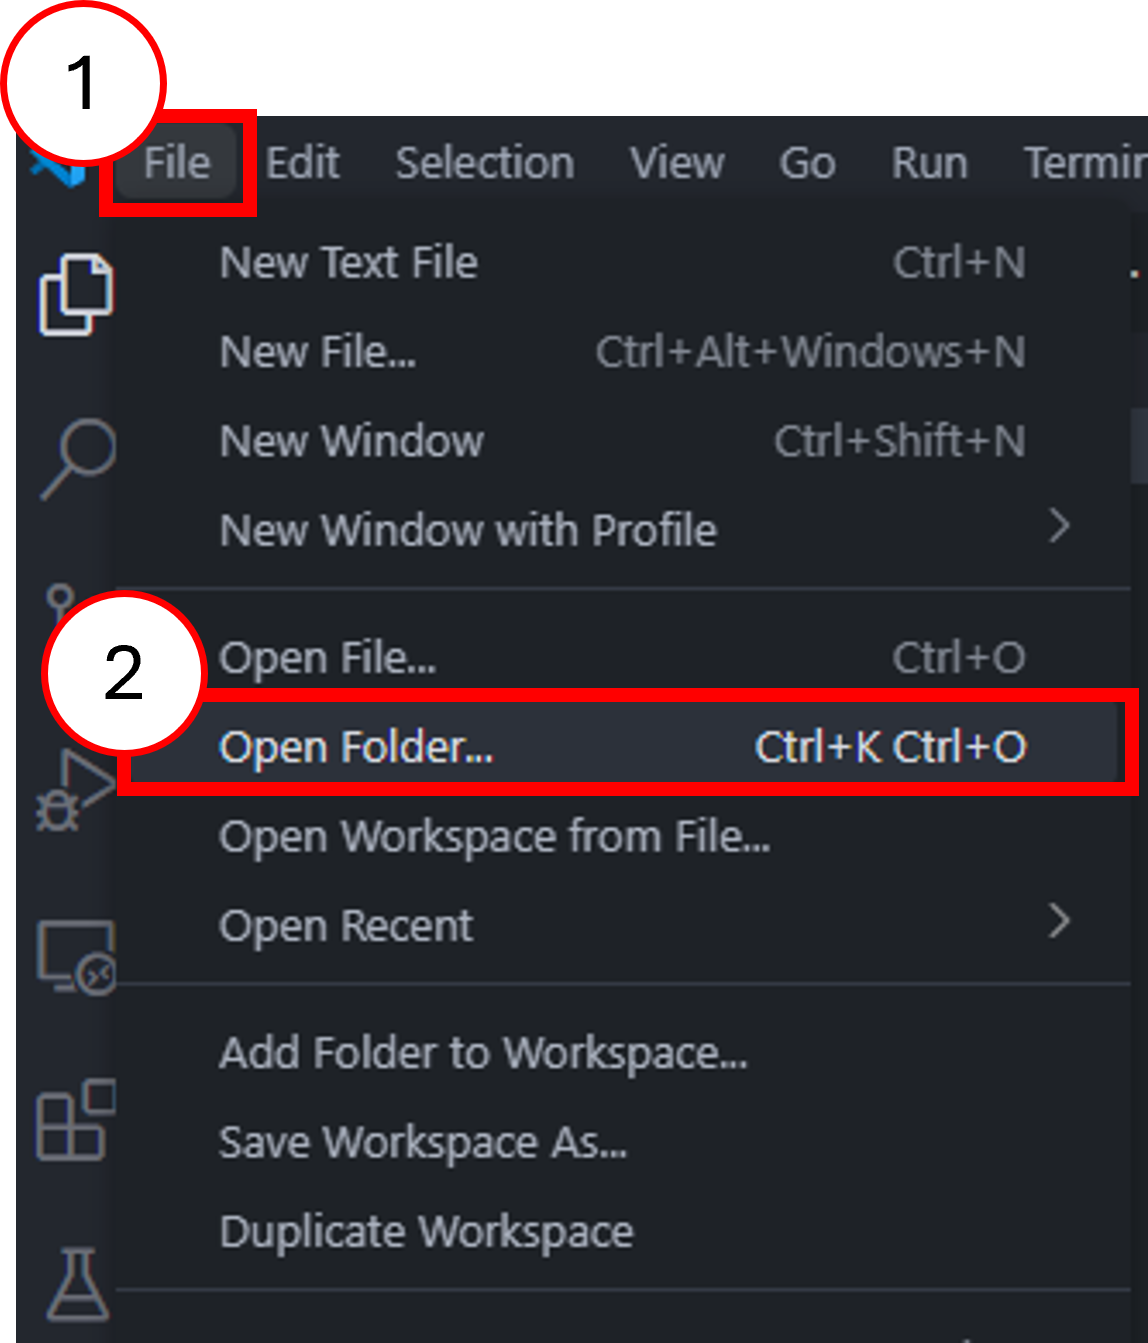 1
File Edit Selection View Go Run Termin
New Text File Ctrl+N
New File... Ctrl+Alt+Windows+N
New Window Ctrl+Shift+N
New Window with Profile
2
Open File... Ctrl+O
Open Folder... Ctrl+K Ctrl+O
Open Workspace from File...
Open Recent
Add Folder to Workspace...
Save Workspace As...
Duplicate Workspace